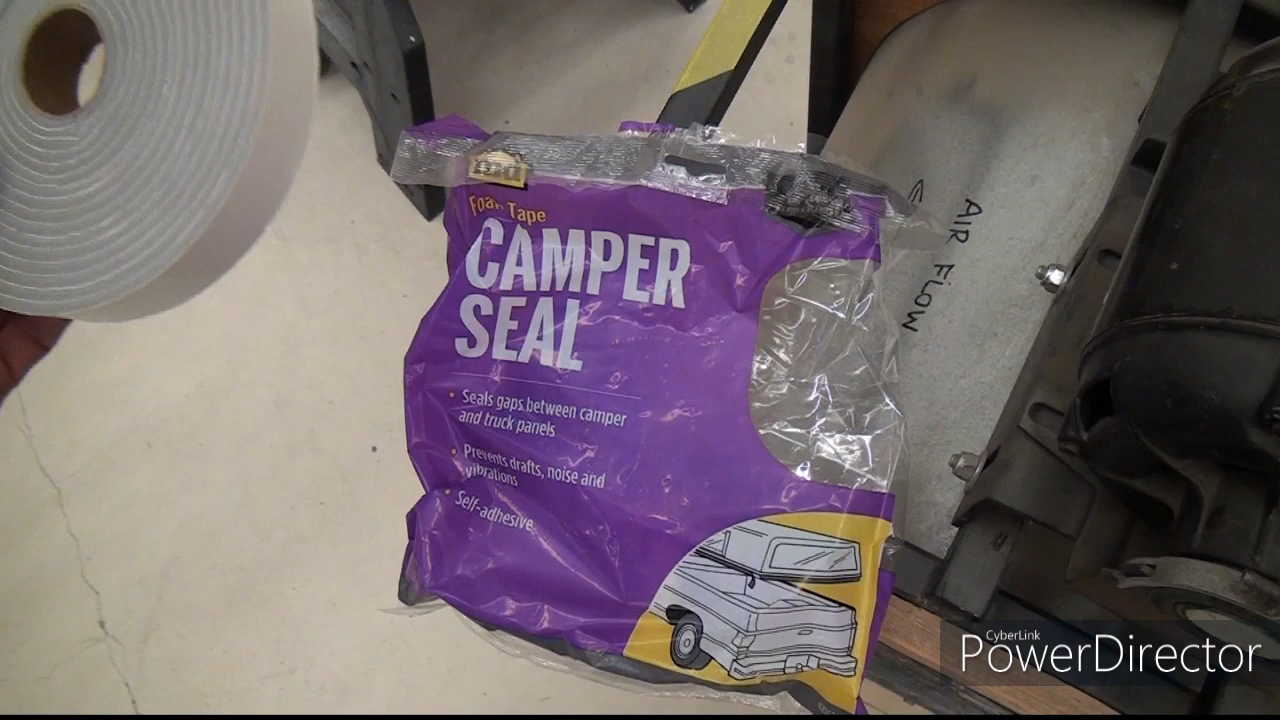 M-D
Foam Tape
CAMPER
SEAL
• Seals gaps between camper
and truck panels
• Prevents drafts, noise and
vibrations
• Self-adhesive
AIR FLOW
CyberLink
PowerDirector